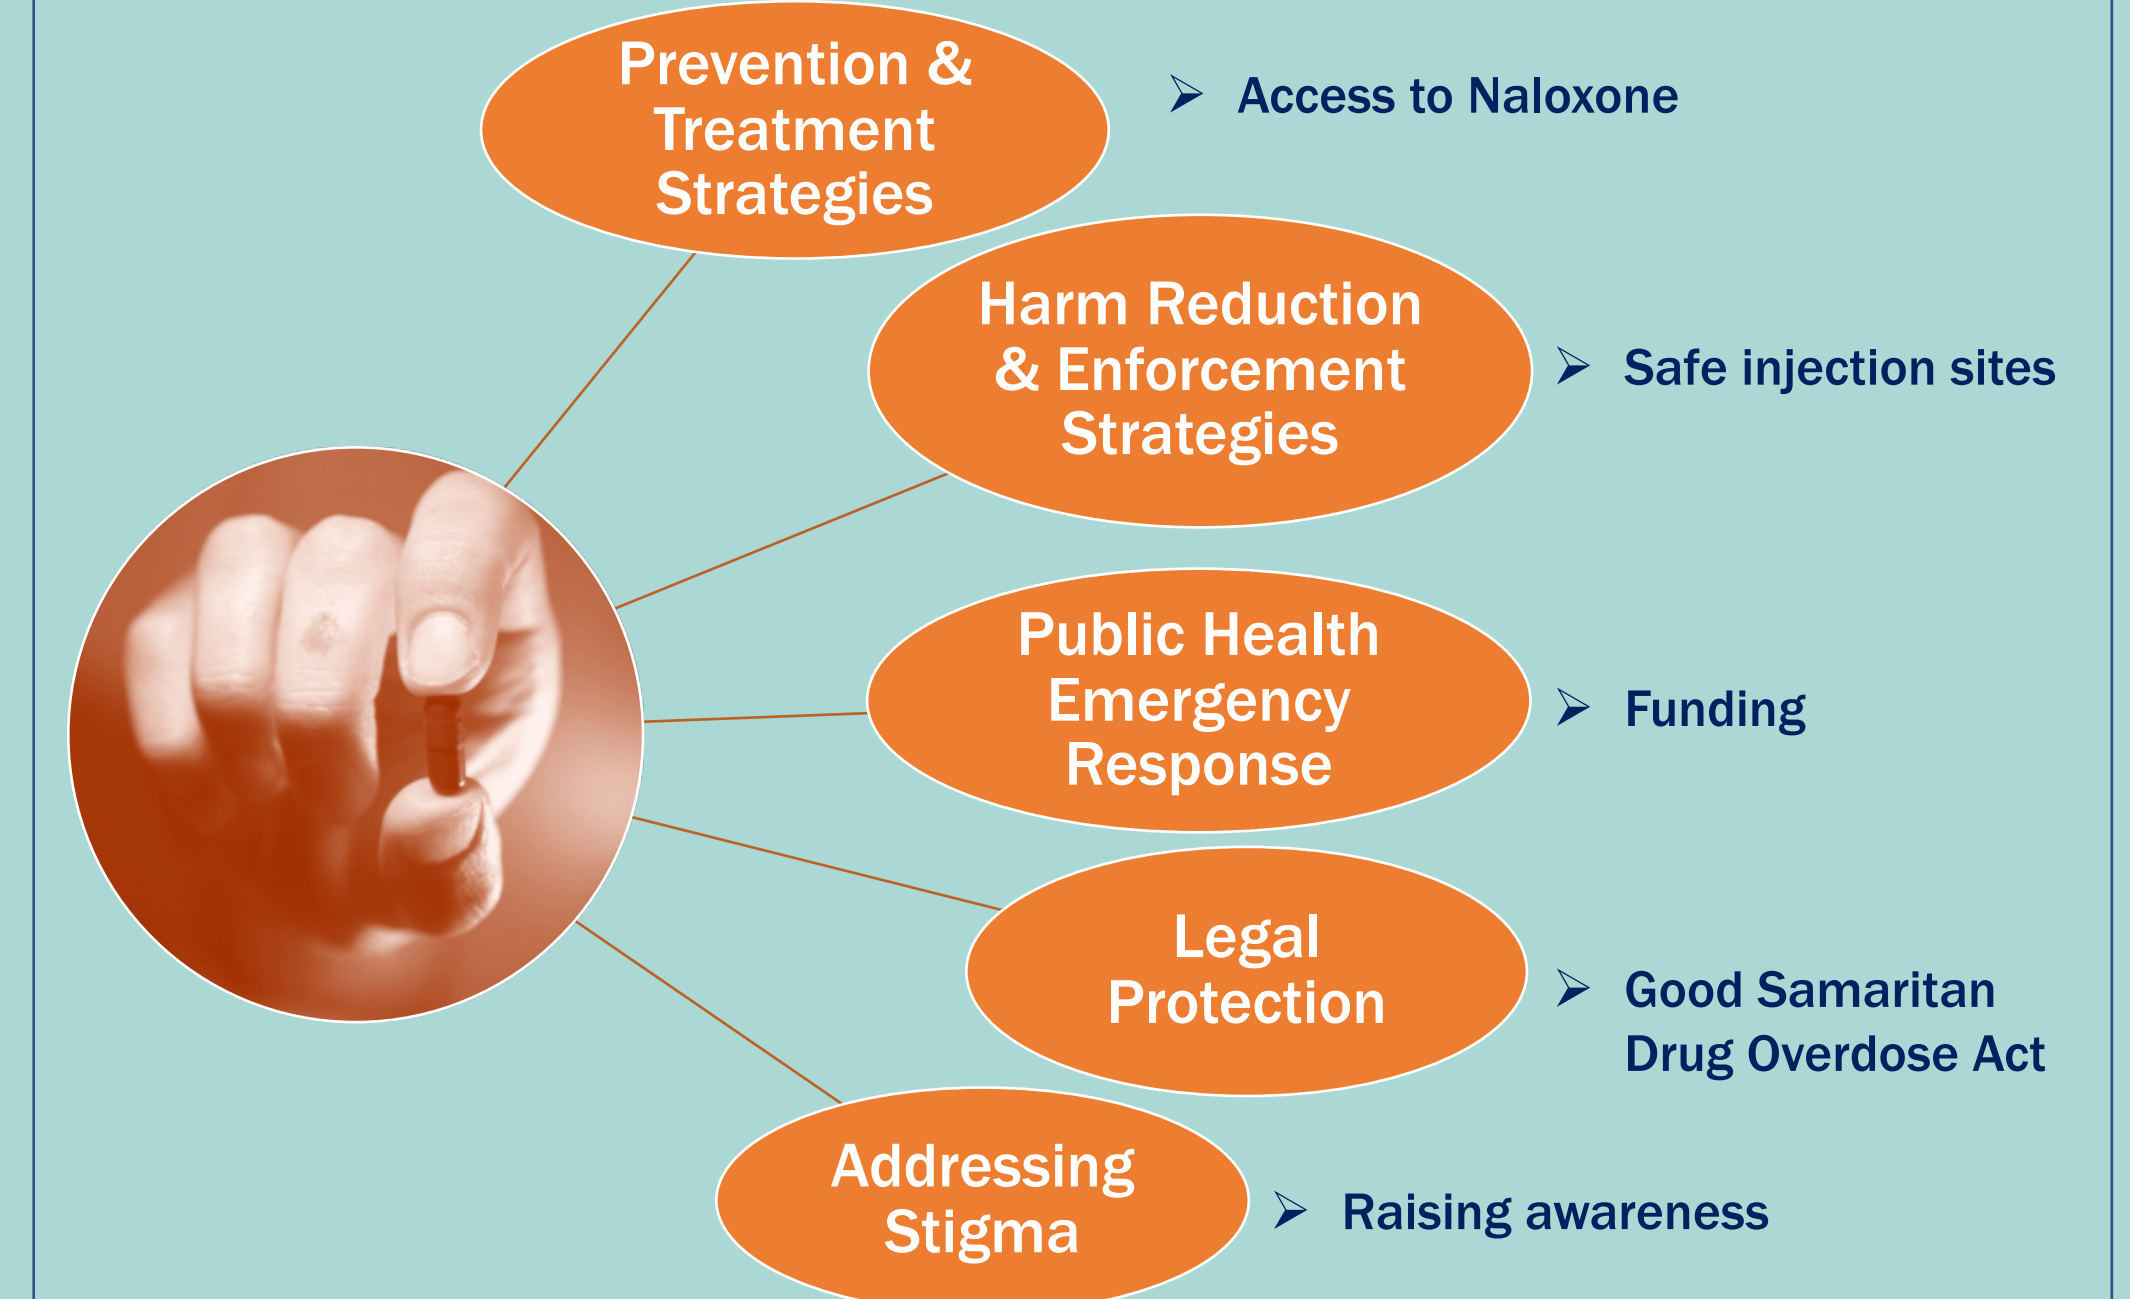 Prevention &
Treatment
Strategies
➢ Access to Naloxone
Harm Reduction
& Enforcement
Strategies
➢ Safe injection sites
Public Health
Emergency
Response
➢ Funding
Legal
Protection
➢ Good Samaritan
Drug Overdose Act
Addressing
Stigma
➢ Raising awareness